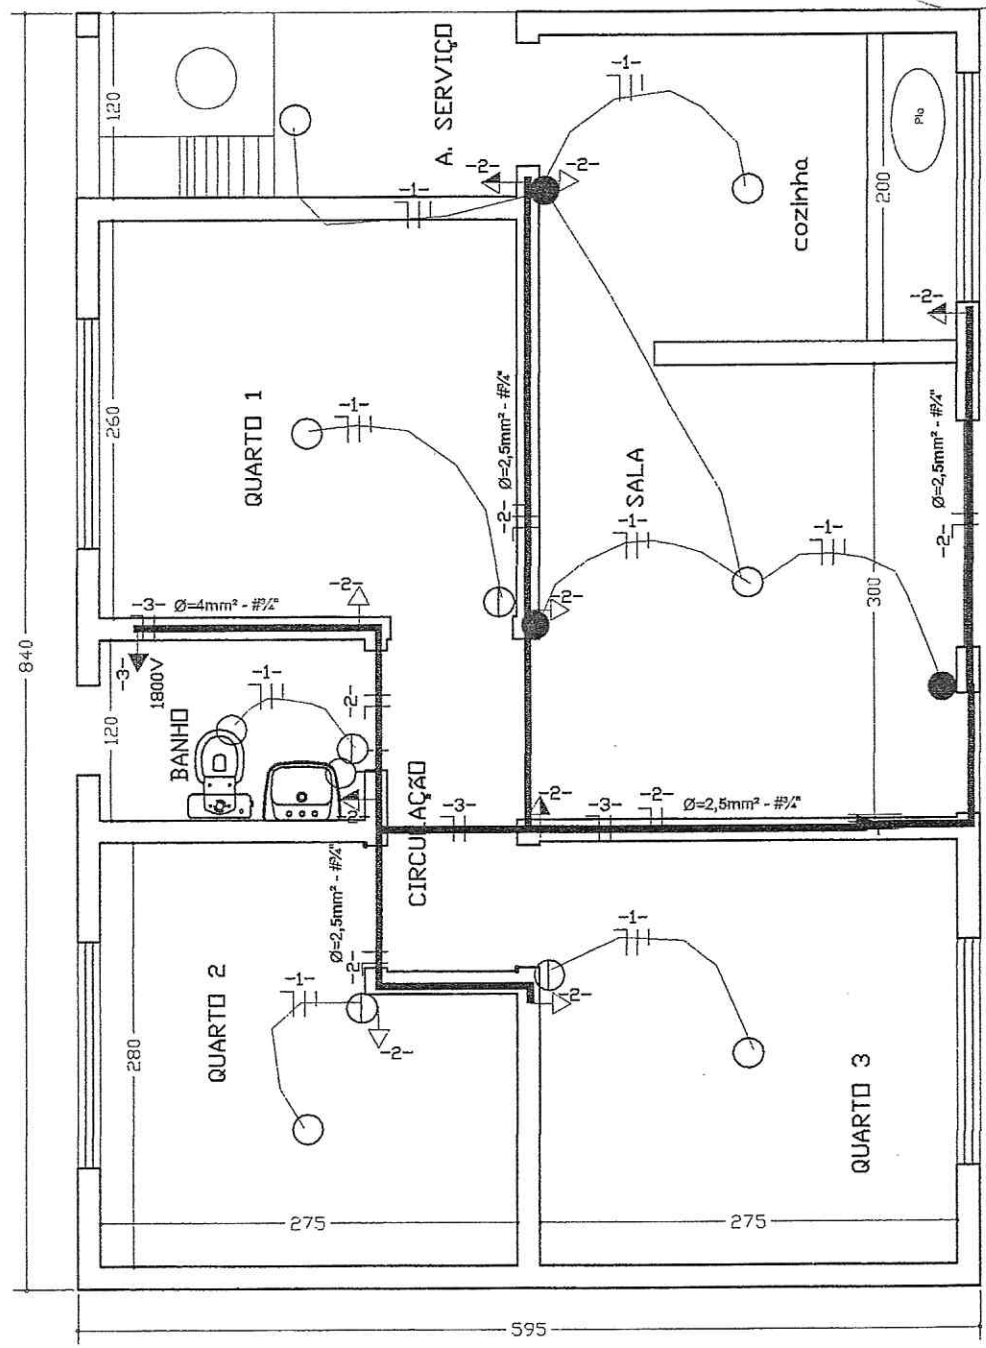 A. SERVIÇO
120
-1-
-1-
-2-
-2-
cozinha
Pia
200
-2-
QUARTO 1
260
-1-
Ø=2,5mm² - #¾"
-2-
SALA
-1-
-1-
300
Ø=2,5mm² - #¾"
-2-
840
-3-
Ø=4mm² - #¾"
-2-
-2-
-3-
1800V
BANHO
120
-1-
-2-
-2-
CIRCULAÇÃO
-3-
-2-
-3-
-2-
Ø=2,5mm² - #¾"
Ø=2,5mm² - #¾"
-2-
QUARTO 2
280
-1-
-2-
275
-1-
-2-
QUARTO 3
275
595